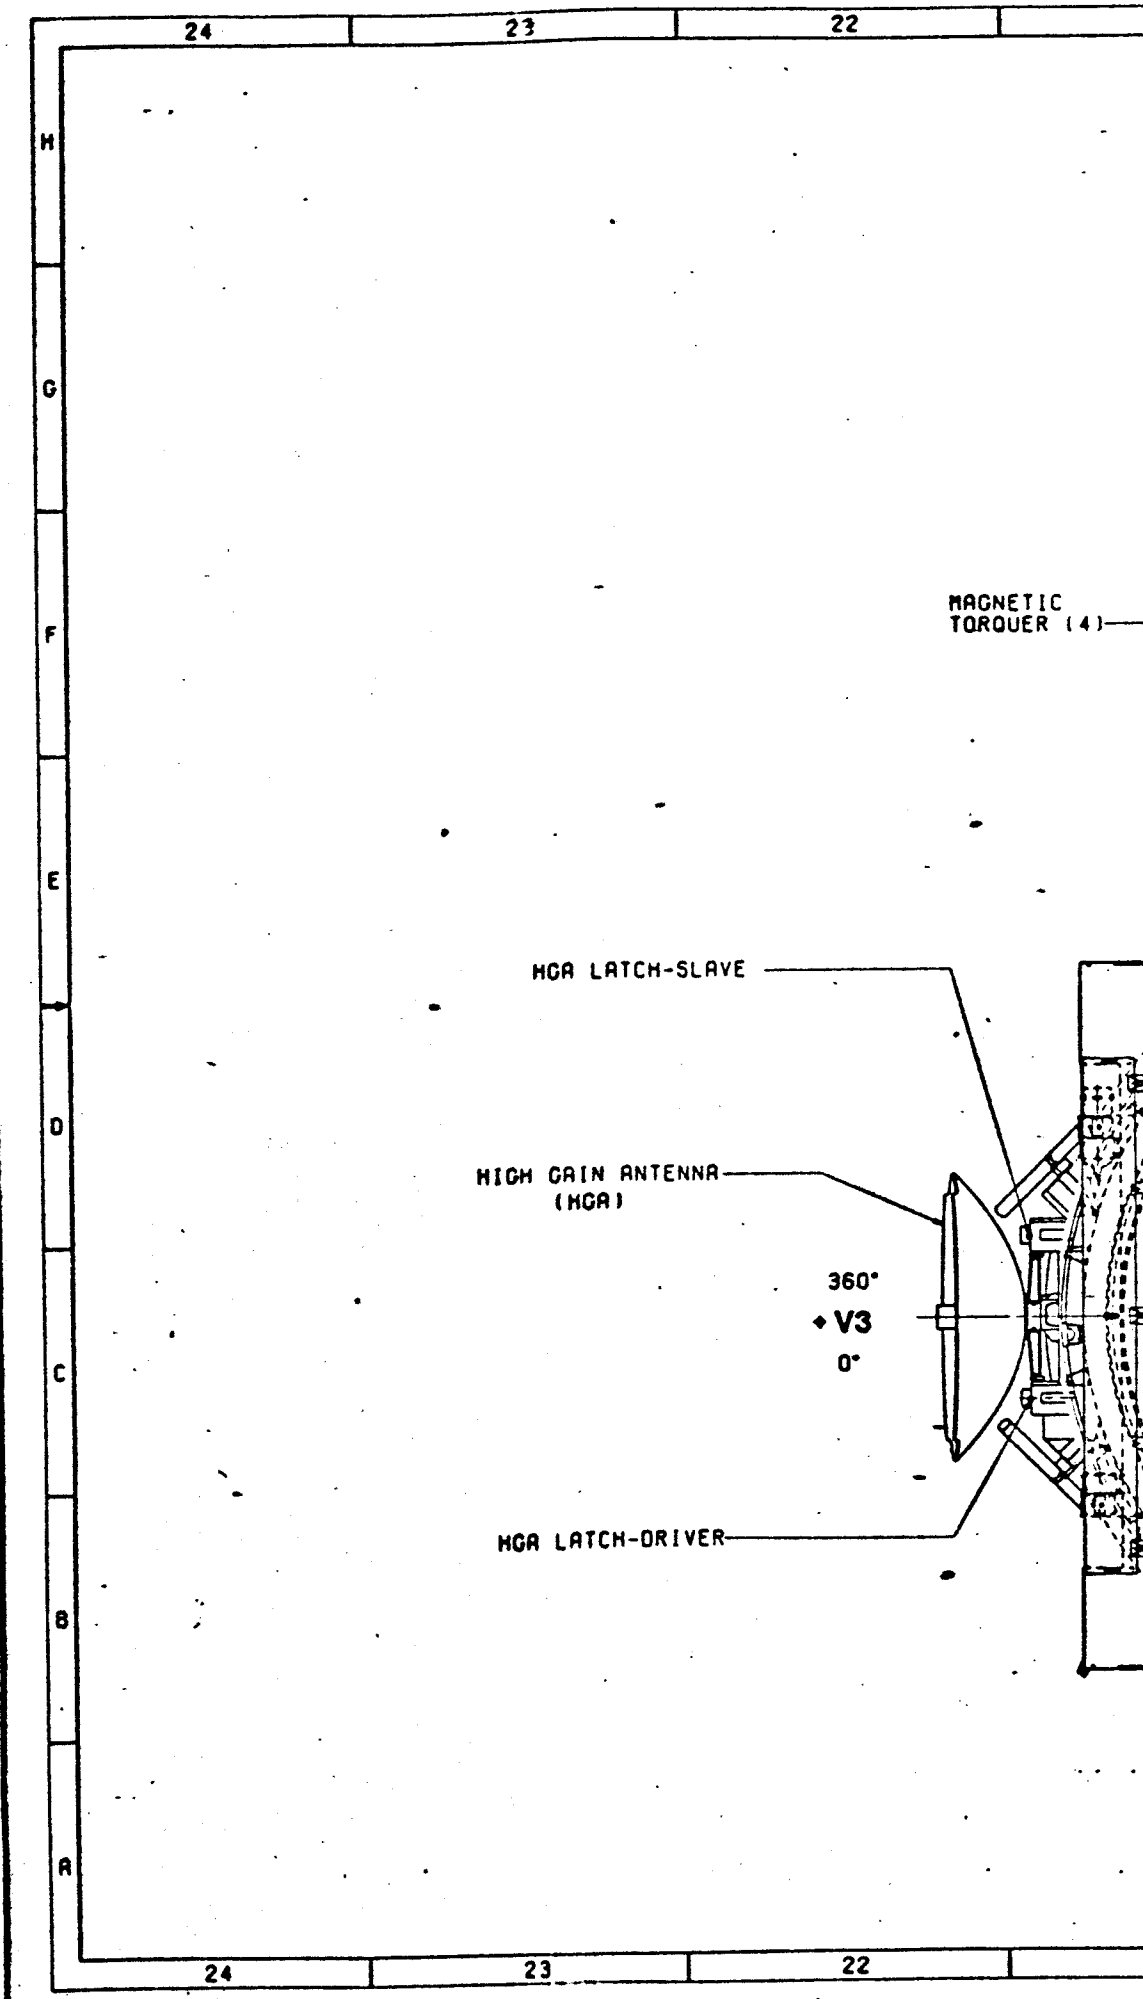 24 23 22
H
G
F
MAGNETIC
TORQUER (4)
E
HGA LATCH-SLAVE
D
HIGH GAIN ANTENNA
(HGA)
360°
+V3
0°
C
HGA LATCH-DRIVER
B
A
24 23 22